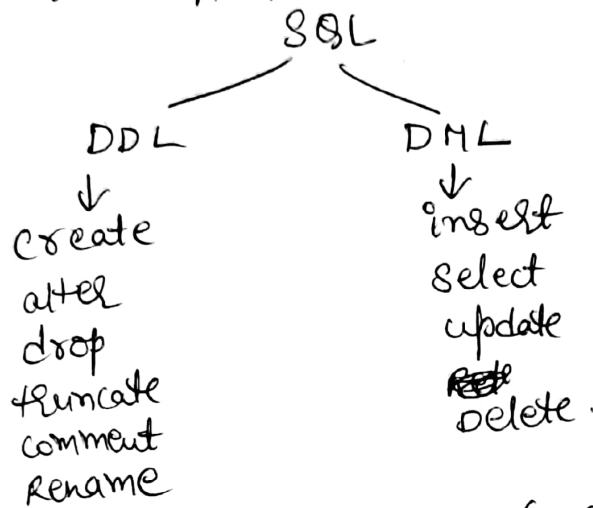 SQL
DDL
create
alter
drop
truncate
comment
Rename
DML
insert
select
update
Delete.